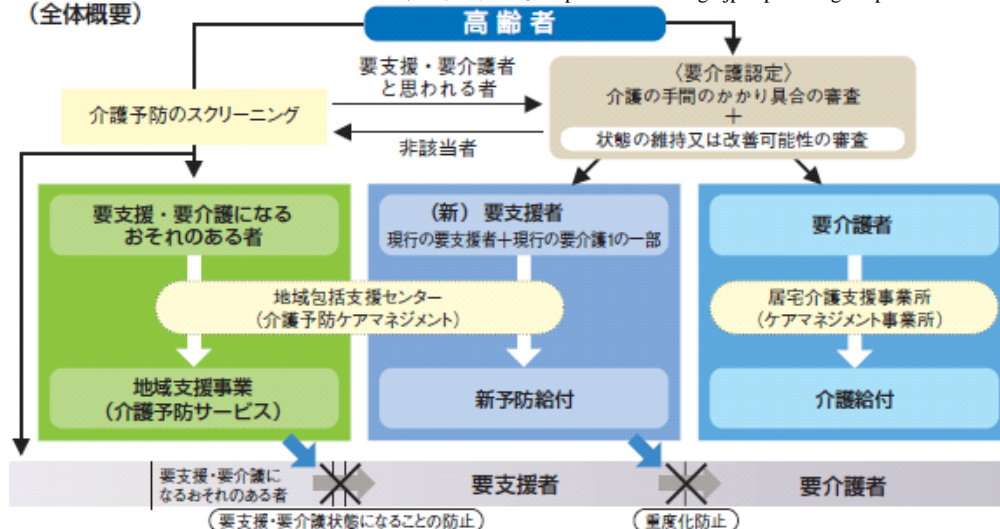 (全体概要)
高齢者
要支援・要介護者
と思われる者
〈要介護認定〉
介護の手間のかかり具合の審査
+
状態の維持又は改善可能性の審査
介護予防のスクリーニング
非該当者
要支援・要介護になる
おそれのある者
(新) 要支援者
現行の要支援者+現行の要介護1の一部
要介護者
地域包括支援センター
(介護予防ケアマネジメント)
居宅介護支援事業所
(ケアマネジメント事業所)
地域支援事業
(介護予防サービス)
新予防給付
介護給付
要支援・要介護に
なるおそれのある者
要支援者
要介護者
要支援・要介護状態になることの防止
重度化防止